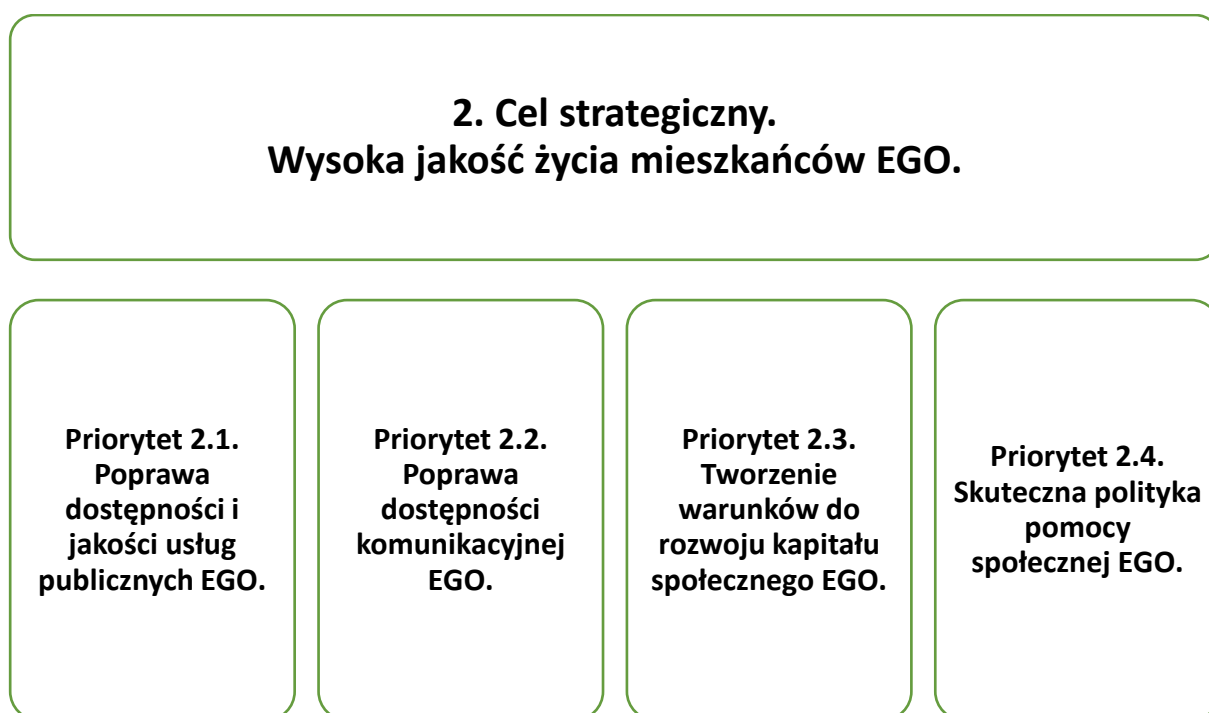 2. Cel strategiczny.
Wysoka jakość życia mieszkańców EGO.
Priorytet 2.1.
Poprawa
dostępności i
jakości usług
publicznych EGO.
Priorytet 2.2.
Poprawa
dostępności
komunikacyjnej
EGO.
Priorytet 2.3.
Tworzenie
warunków do
rozwoju kapitału
społecznego EGO.
Priorytet 2.4.
Skuteczna polityka
pomocy
społecznej EGO.